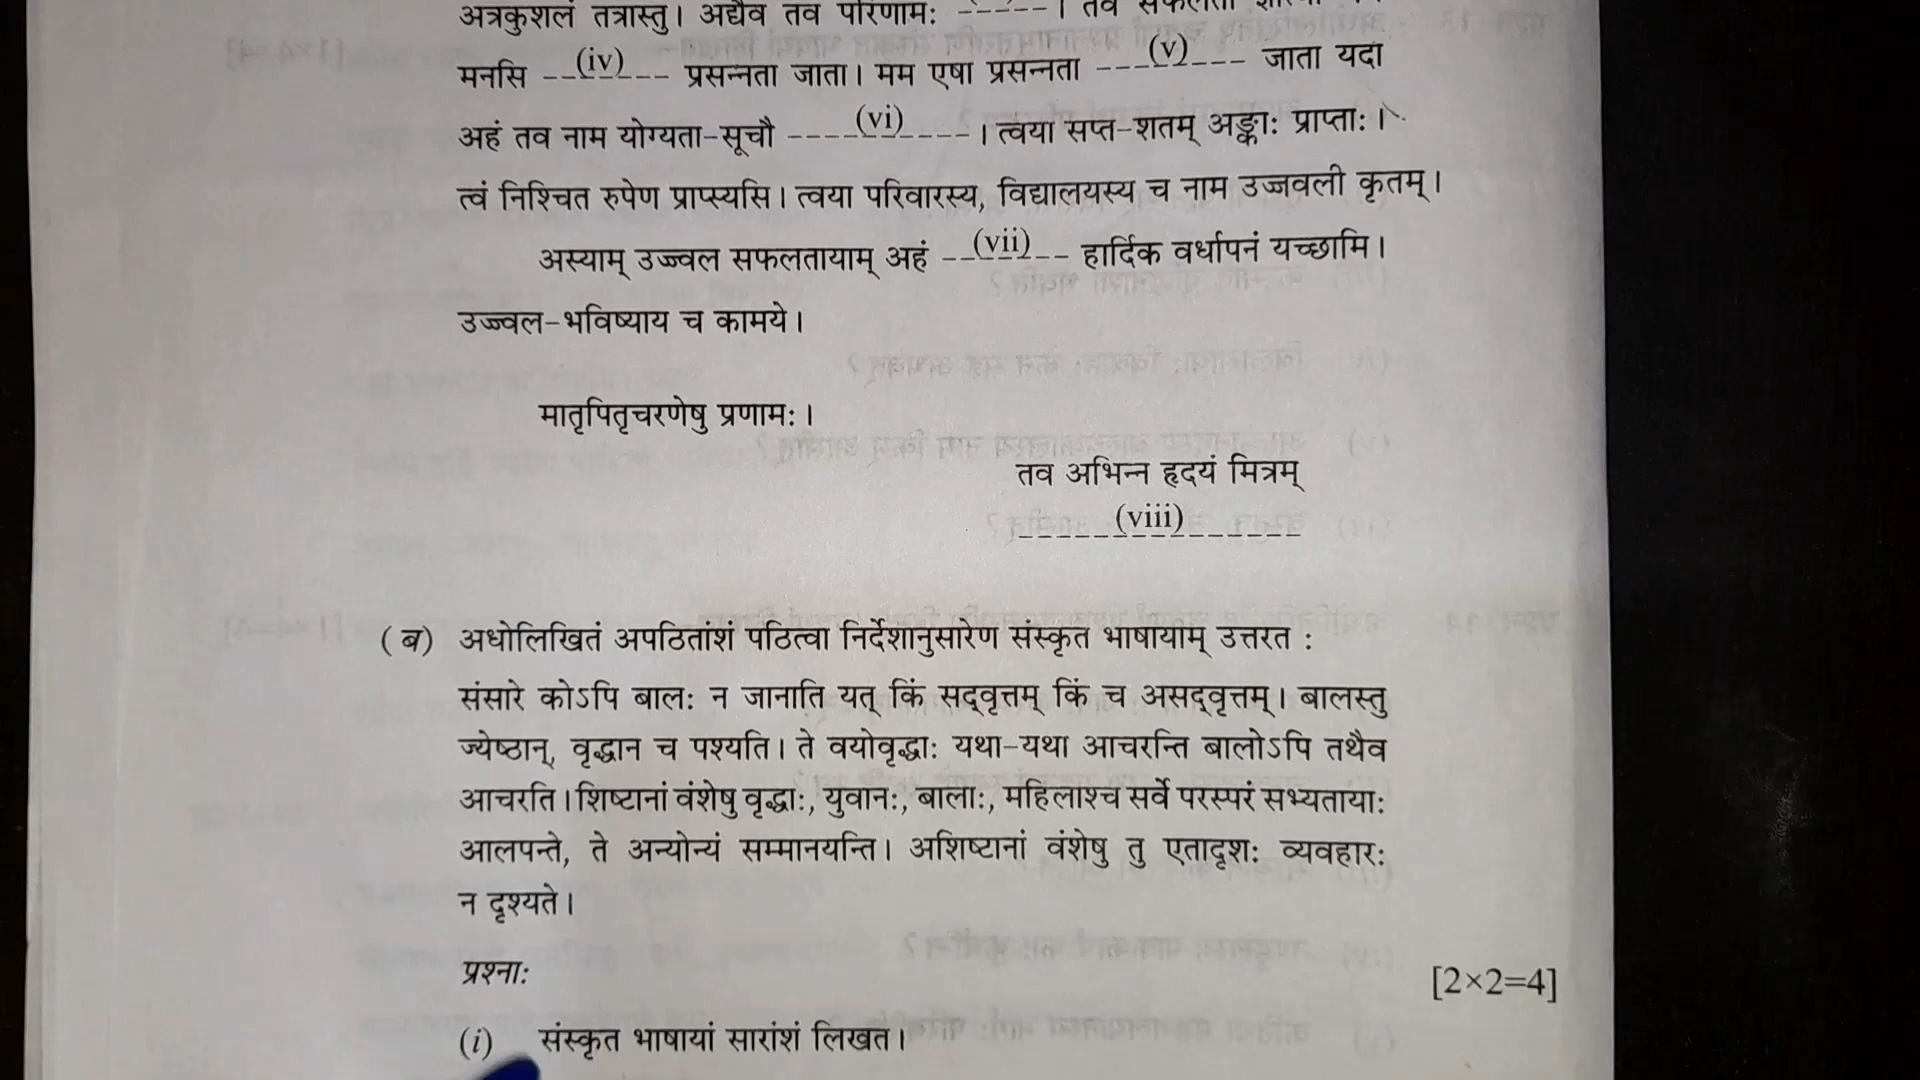 अत्रकुशलं तत्रास्तु। अद्यैव तव परिणामः ------। तव सफलता
मनसि ---(iv)--- प्रसन्नता जाता। मम एषा प्रसन्नता ---(v)--- जाता यदा
अहं तव नाम योग्यता-सूचौ ----(vi)----। त्वया सप्त-शतम् अङ्काः प्राप्ताः।
त्वं निश्चित रुपेण प्राप्स्यसि। त्वया परिवारस्य, विद्यालयस्य च नाम उज्जवली कृतम्।
अस्याम् उज्ज्वल सफलतायाम् अहं --(vii)-- हार्दिक वर्धापनं यच्छामि।
उज्ज्वल-भविष्याय च कामये।
मातृपितृचरणेषु प्रणामः।
तव अभिन्न हृदयं मित्रम्
-----(viii)------
(ब) अधोलिखितं अपठितांशं पठित्वा निर्देशानुसारेण संस्कृत भाषायाम् उत्तरत :
संसारे कोऽपि बालः न जानाति यत् किं सद्वृत्तम् किं च असद्वृत्तम्। बालस्तु
ज्येष्ठान्, वृद्धान च पश्यति। ते वयोवृद्धाः यथा-यथा आचरन्ति बालोऽपि तथैव
आचरति। शिष्टानां वंशेषु वृद्धाः, युवानः, बालाः, महिलाश्च सर्वे परस्परं सभ्यतायाः
आलपन्ते, ते अन्योन्यं सम्मानयन्ति। अशिष्टानां वंशेषु तु एतादृशः व्यवहारः
न दृश्यते।
प्रश्नाः [2×2=4]
(i) संस्कृत भाषायां सारांशं लिखत।